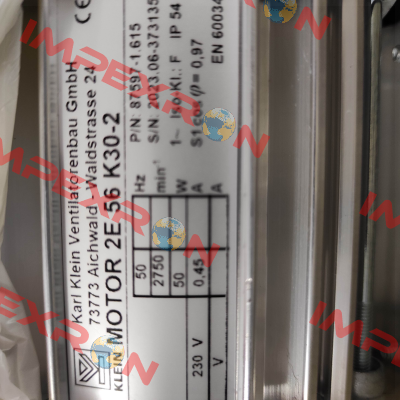 Karl Klein Ventilatorenbau GmbH
73773 Aichwald - Waldstrasse 24
KLEIN MOTOR 2E 56 K30-2
P/N: 87597-1.615
S/N: 2023.06-373135
1~ Iso.Kl.: F IP 54
S1 cos φ = 0,97
EN 60034
50 Hz
2750 min-1
50 W
230 V 0,45 A
V A
CE
IMPEXRON
IMPEXRON